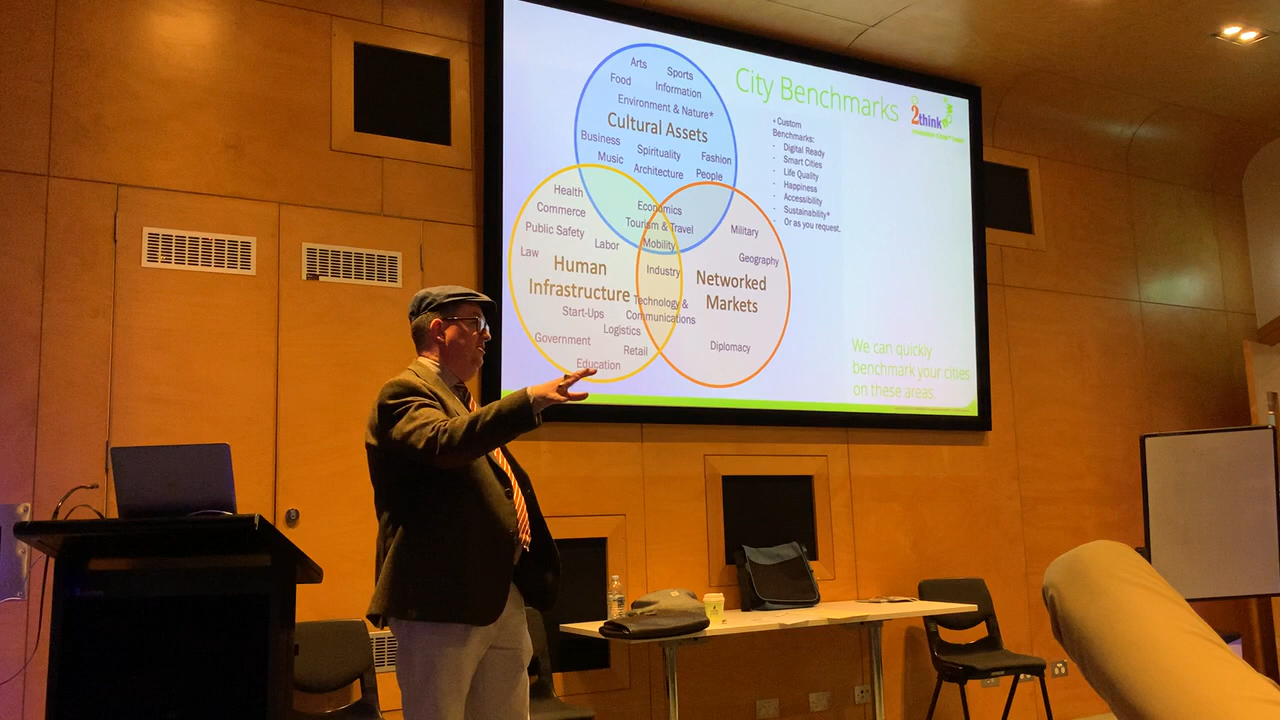 City Benchmarks
2think
now
Arts
Sports
Food
Information
Environment & Nature*
Cultural Assets
Business
Spirituality
Fashion
Music
Architecture
People
• Custom
Benchmarks:
- Digital Ready
- Smart Cities
- Life Quality
- Happiness
- Accessibility
- Sustainability*
- Or as you request.
Health
Commerce
Public Safety
Labor
Law
Human
Infrastructure
Start-Ups
Logistics
Government
Retail
Education
Economics
Tourism & Travel
Mobility
Industry
Technology &
Communications
Military
Geography
Networked
Markets
Diplomacy
We can quickly
benchmark your cities
on these areas.